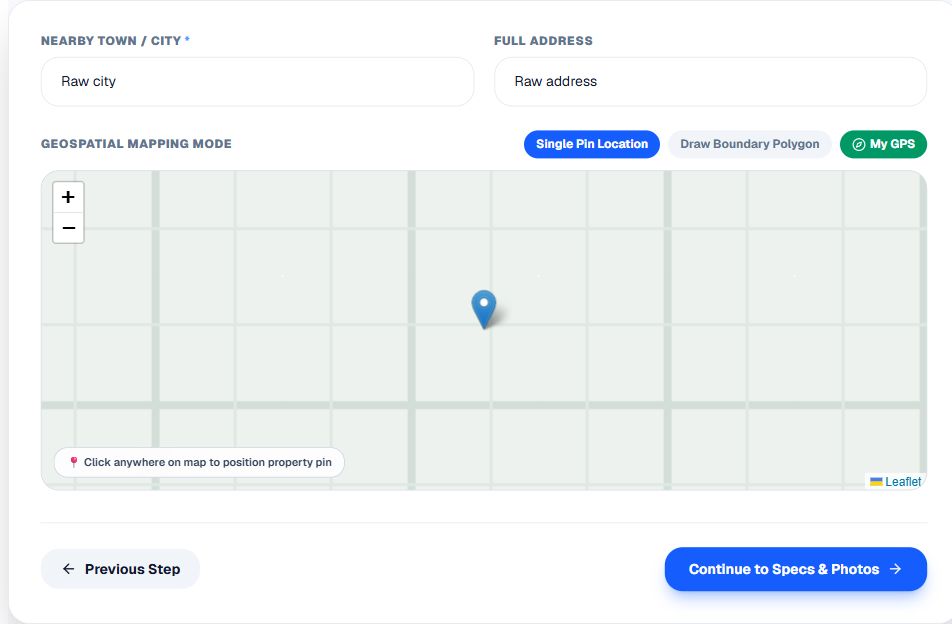 NEARBY TOWN / CITY *
FULL ADDRESS
Raw city
Raw address
GEOSPATIAL MAPPING MODE
Single Pin Location
Draw Boundary Polygon
My GPS
+
−
📍 Click anywhere on map to position property pin
Leaflet
← Previous Step
Continue to Specs & Photos →